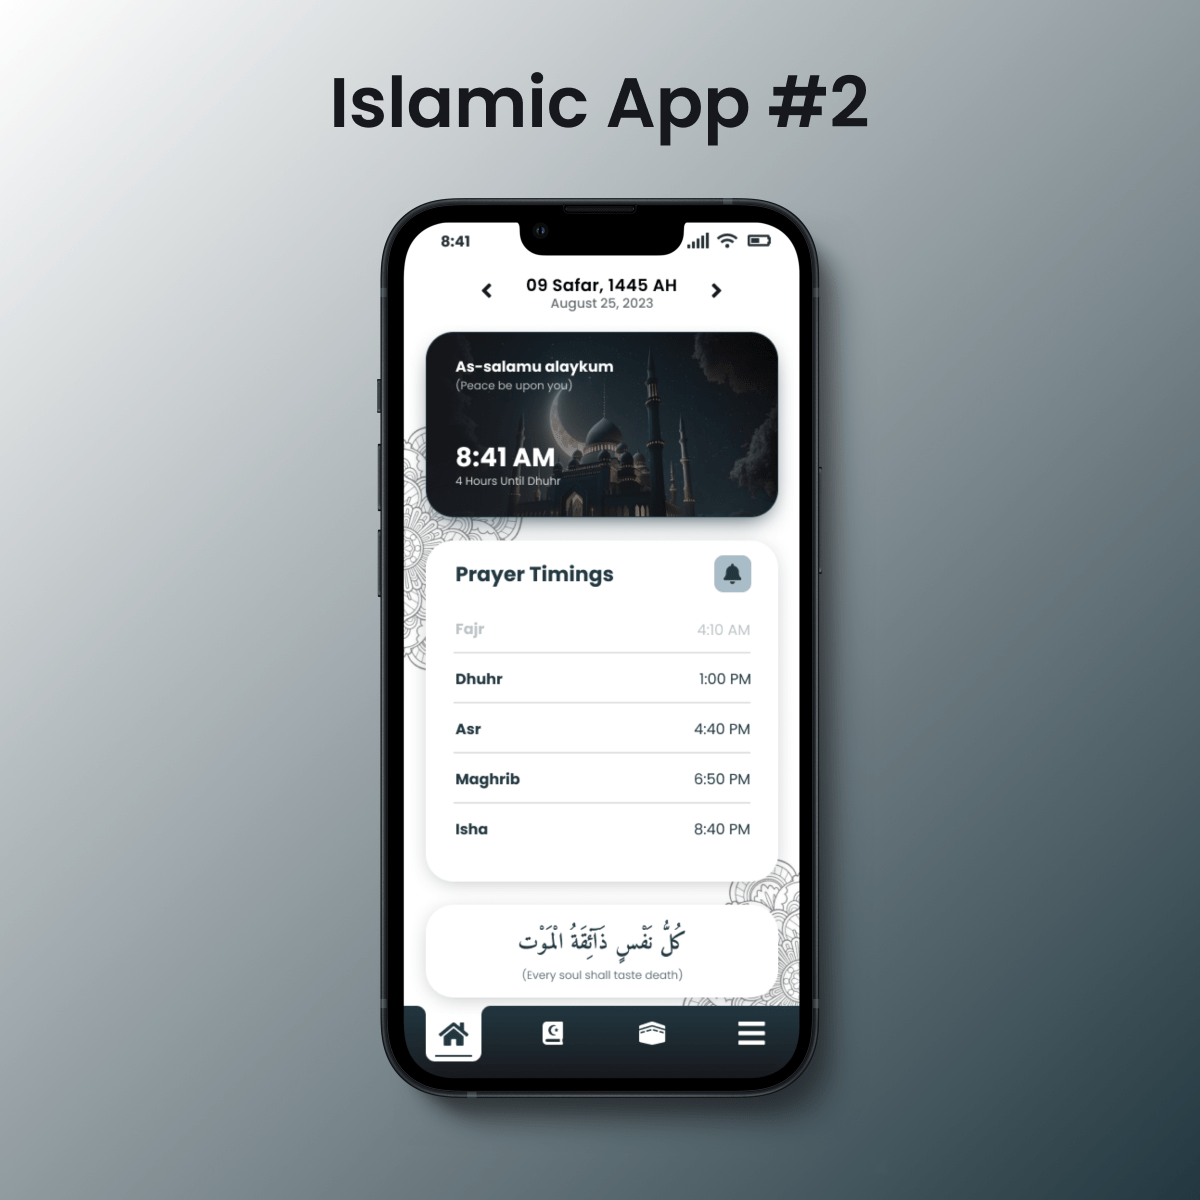 Islamic App #2
8:41
09 Safar, 1445 AH
August 25, 2023
As-salamu alaykum
(Peace be upon you)
8:41 AM
4 Hours Until Dhuhr
Prayer Timings
Fajr 4:10 AM
Dhuhr 1:00 PM
Asr 4:40 PM
Maghrib 6:50 PM
Isha 8:40 PM
كُلُّ نَفْسٍ ذَآئِقَةُ الْمَوْت
(Every soul shall taste death)